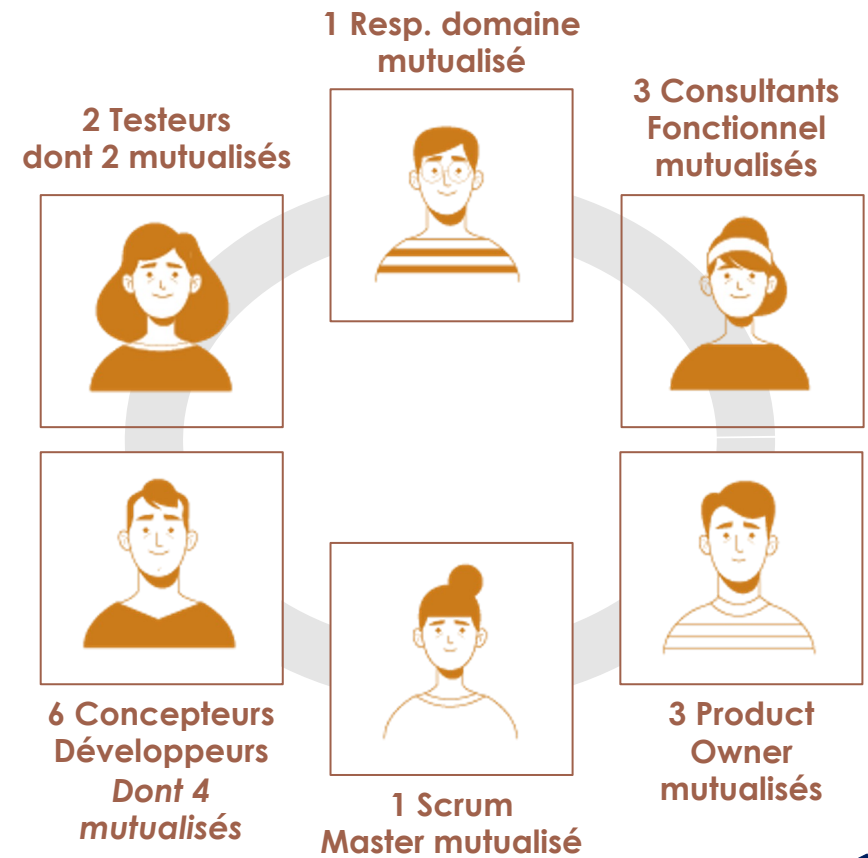 1 Resp. domaine
mutualisé
3 Consultants
Fonctionnel
mutualisés
2 Testeurs
dont 2 mutualisés
6 Concepteurs
Développeurs
Dont 4
mutualisés
1 Scrum
Master mutualisé
3 Product
Owner
mutualisés